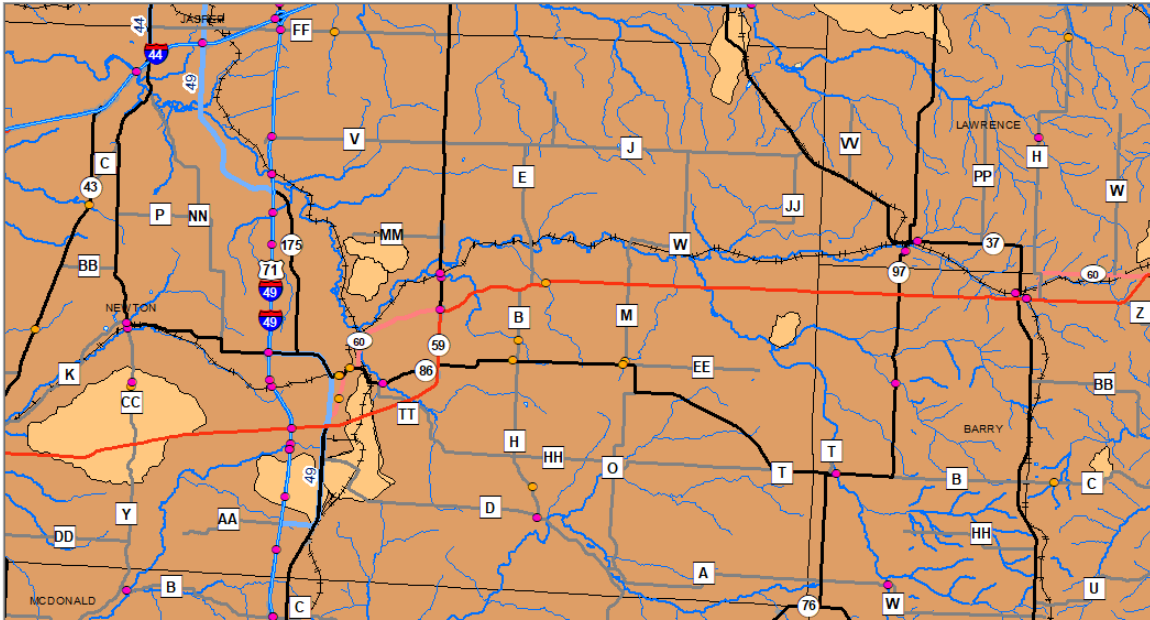 JASPER
44
FF
44
49
V
J
VV
LAWRENCE
PP
H
C
E
43
P
NN
JJ
W
175
MM
W
37
BB
71
97
60
49
NEWTON
49
B
M
Z
60
59
K
86
EE
BB
CC
TT
BARRY
H
HH
O
T
T
B
C
49
D
Y
AA
DD
HH
A
B
U
MCDONALD
C
76
W